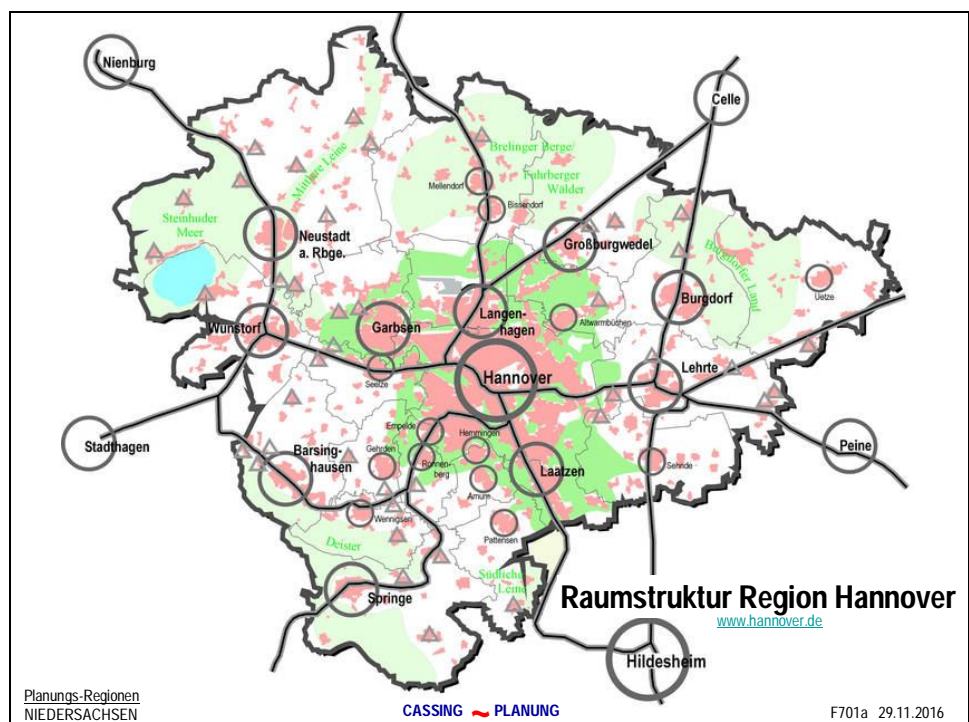 Nienburg
Celle
Brelinger Berge/
Fuhrberger
Wälder
Mittlere Leine
Mellendorf
Bissendorf
Steinhuder
Meer
Neustadt
a. Rbge.
Großburgwedel
Burgdorfer Land
Uetze
Burgdorf
Wunstorf
Garbsen
Langen-
hagen
Altwarmbüchen
Seelze
Hannover
Lehrte
Stadthagen
Empelde
Hemmingen
Peine
Barsing-
hausen
Gehrden
Ronnen-
berg
Laatzen
Sehnde
Arnum
Wennigsen
Pattensen
Deister
Südliche
Leine
Springe
Raumstruktur Region Hannover
www.hannover.de
Hildesheim
Planungs-Regionen
NIEDERSACHSEN
CASSING ~ PLANUNG
F701a 29.11.2016